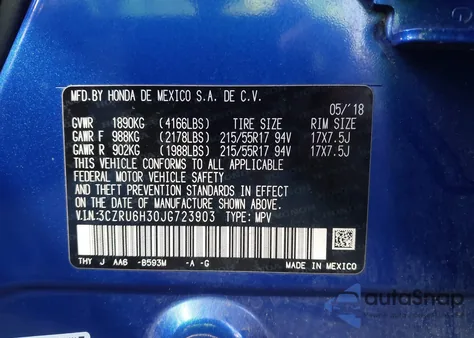 MFD.BY HONDA DE MEXICO S.A. DE C.V.
05/'18
GVWR 1890KG (4166LBS) TIRE SIZE RIM SIZE
GAWR F 988KG (2178LBS) 215/55R17 94V 17X7.5J
GAWR R 902KG (1988LBS) 215/55R17 94V 17X7.5J
THIS VEHICLE CONFORMS TO ALL APPLICABLE
FEDERAL MOTOR VEHICLE SAFETY
AND THEFT PREVENTION STANDARDS IN EFFECT ON
THE DATE OF MANUFACTURE SHOWN ABOVE.
V.I.N:3CZRU6H30JG723903 TYPE: MPV
THY J AA6 -B593M -A -G
MADE IN MEXICO
autoSnap